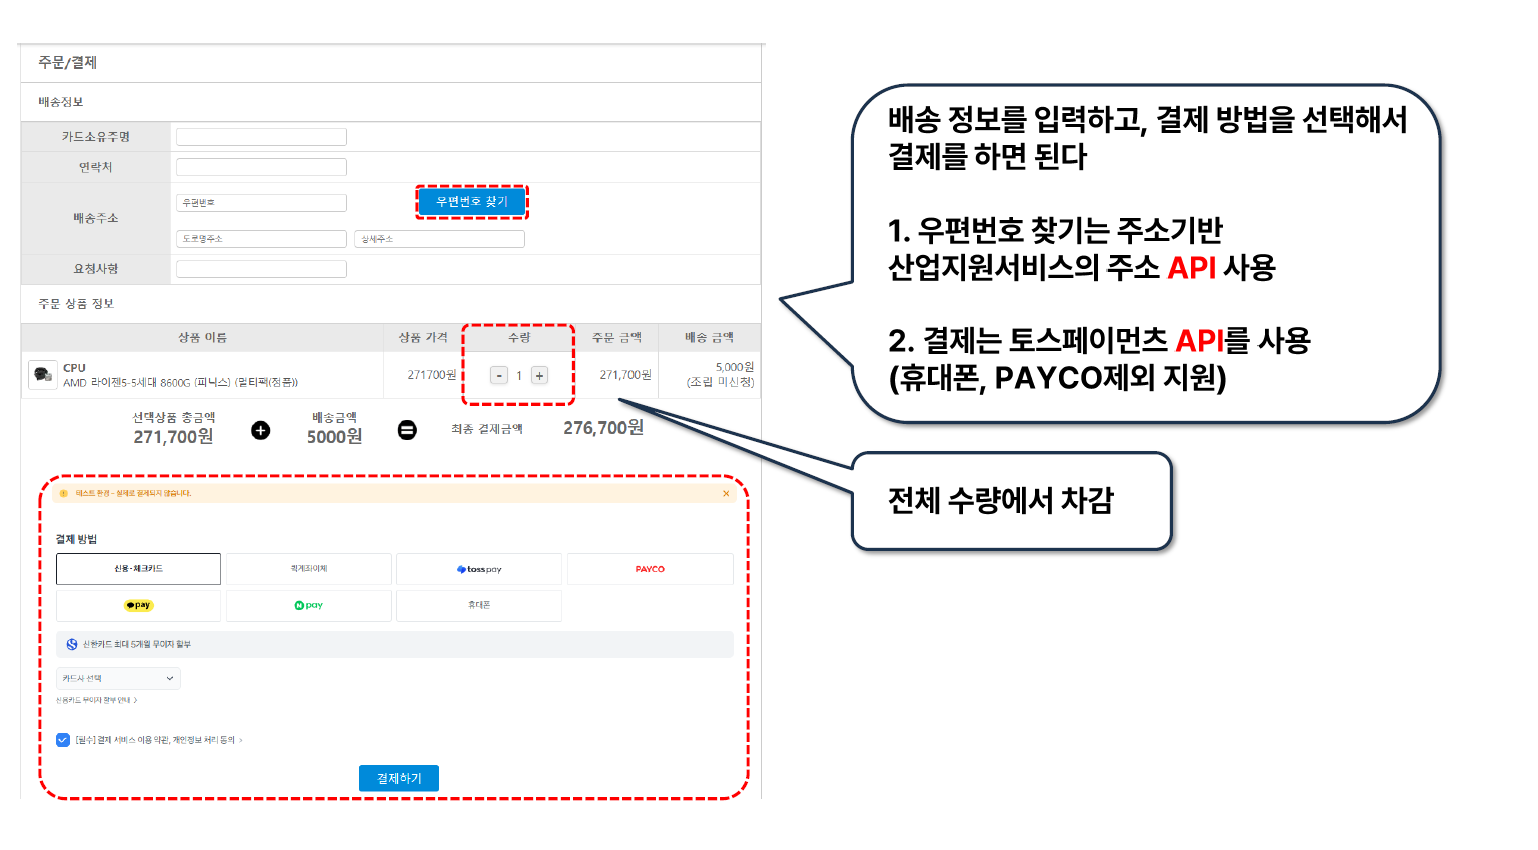 주문/결제
배송정보
카드소유주명
연락처
배송주소
우편번호
우편번호 찾기
도로명주소 상세주소
요청사항
주문 상품 정보
상품 이름 상품 가격 수량 주문 금액 배송 금액
CPU
AMD 라이젠5-5세대 8600G (피닉스) (멀티팩(정품))
271700원 - 1 + 271,700원
5,000원
(조립 미신청)
선택상품 총금액 배송금액 최종 결제금액
271,700원 5000원 276,700원
테스트 환경 - 실제로 결제되지 않습니다.
결제 방법
신용·체크카드 퀵계좌이체 toss pay PAYCO
pay N pay 휴대폰
신한카드 최대 5개월 무이자 할부
카드사 선택
신용카드 무이자 할부 안내 >
[필수] 결제 서비스 이용 약관, 개인정보 처리 동의 >
결제하기
배송 정보를 입력하고, 결제 방법을 선택해서
결제를 하면 된다
1. 우편번호 찾기는 주소기반
산업지원서비스의 주소 API 사용
2. 결제는 토스페이먼츠 API를 사용
(휴대폰, PAYCO제외 지원)
전체 수량에서 차감